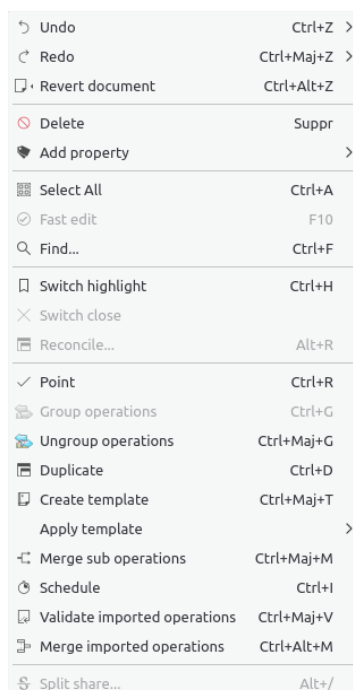 Undo Ctrl+Z
Redo Ctrl+Maj+Z
Revert document Ctrl+Alt+Z
Delete Suppr
Add property
Select All Ctrl+A
Fast edit F10
Find... Ctrl+F
Switch highlight Ctrl+H
Switch close
Reconcile... Alt+R
Point Ctrl+R
Group operations Ctrl+G
Ungroup operations Ctrl+Maj+G
Duplicate Ctrl+D
Create template Ctrl+Maj+T
Apply template
Merge sub operations Ctrl+Maj+M
Schedule Ctrl+I
Validate imported operations Ctrl+Maj+V
Merge imported operations Ctrl+Alt+M
Split share... Alt+/